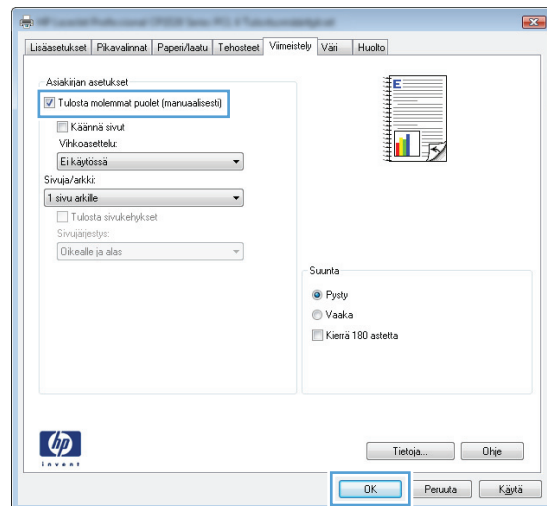 Lisäasetukset Pikavalinnat Paperi/laatu Tehosteet Viimeistely Väri Huolto
Asiakirjan asetukset
Tulosta molemmat puolet (manuaalisesti)
Käännä sivut
Vihkoasettelu:
Ei käytössä
Sivuja/arkki:
1 sivu arkille
Tulosta sivukehykset
Sivujärjestys:
Oikealle ja alas
E
Suunta
Pysty
Vaaka
Kierrä 180 astetta
hp
invent
Tietoja... Ohje
OK Peruuta Käytä